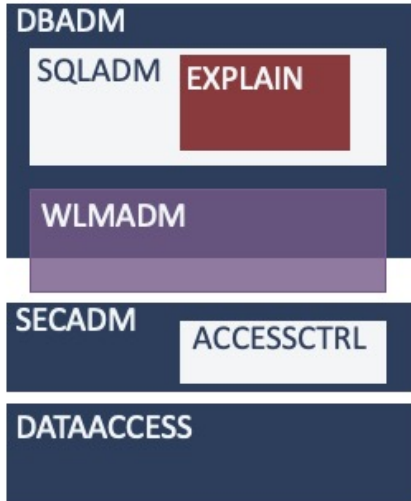 DBADM
SQLADM
EXPLAIN
WLMADM
SECADM
ACCESSCTRL
DATAACCESS